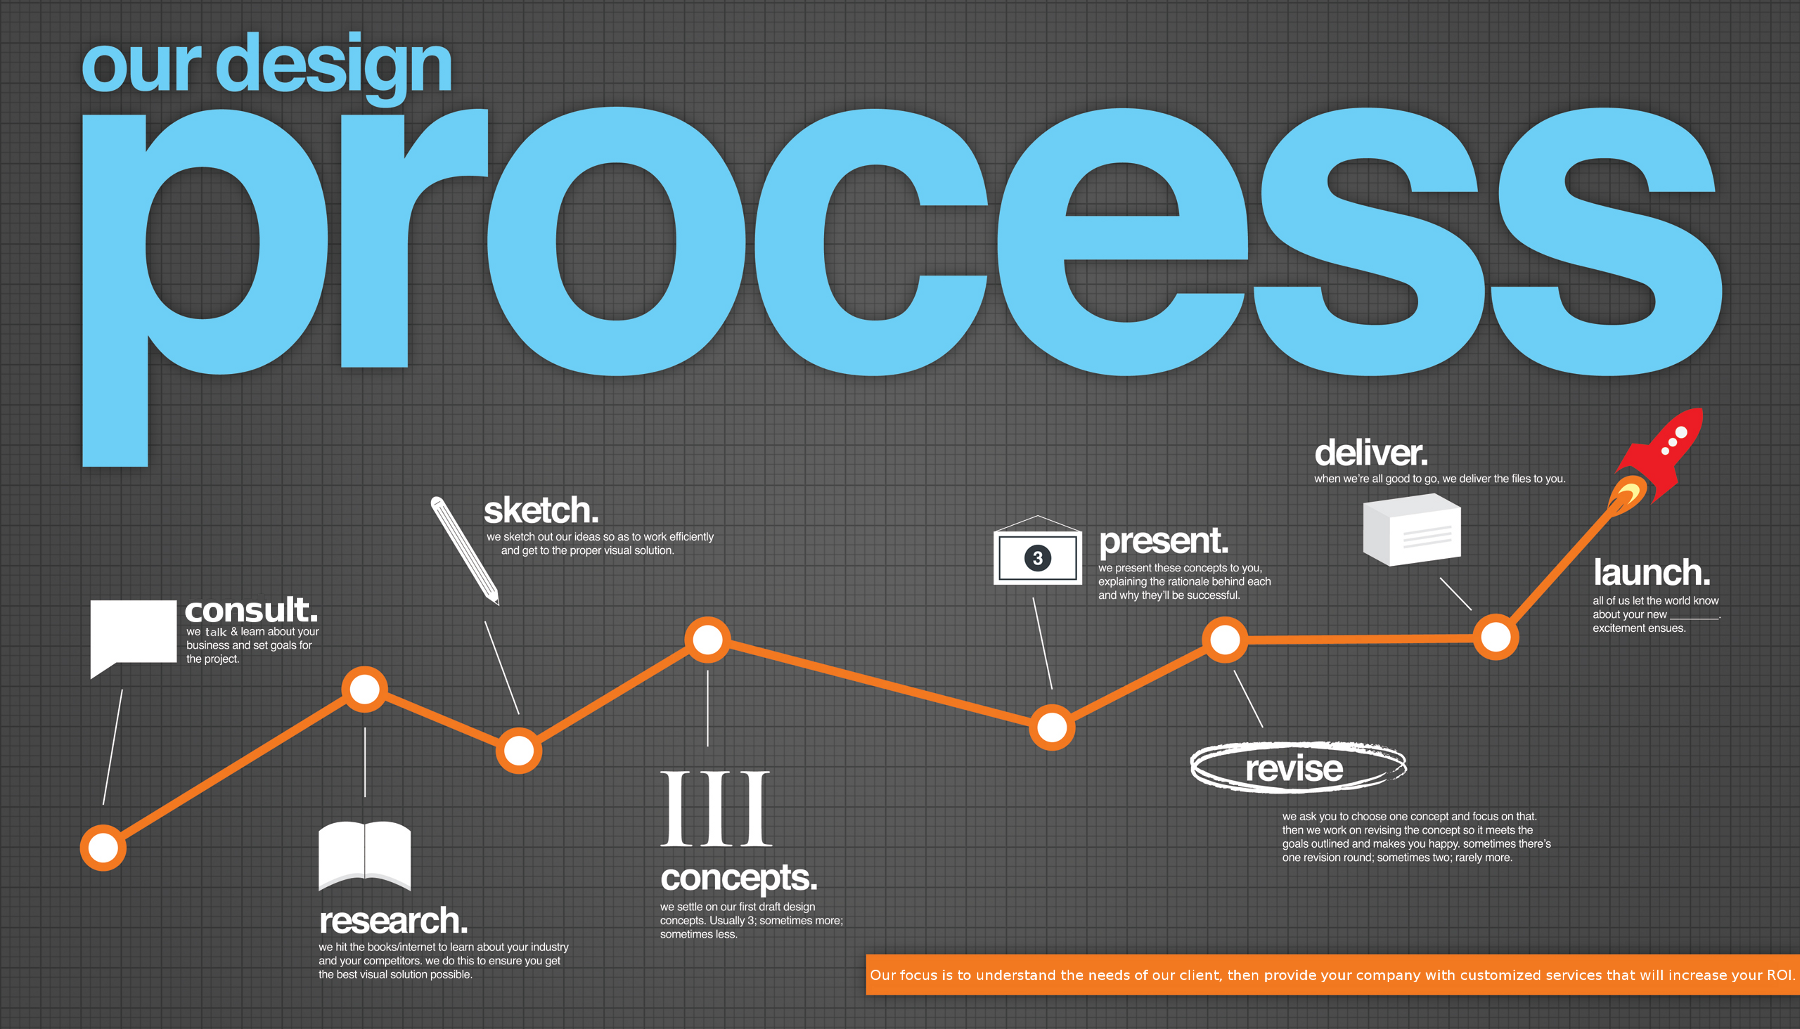 our design
process
consult.
we talk & learn about your
business and set goals for
the project.
research.
we hit the books/internet to learn about your industry
and your competitors. we do this to ensure you get
the best visual solution possible.
sketch.
we sketch out our ideas so as to work efficiently
and get to the proper visual solution.
III
concepts.
we settle on our first draft design
concepts. Usually 3; sometimes more;
sometimes less.
3
present.
we present these concepts to you,
explaining the rationale behind each
and why they'll be successful.
revise
we ask you to choose one concept and focus on that.
then we work on revising the concept so it meets the
goals outlined and makes you happy. sometimes there's
one revision round; sometimes two; rarely more.
deliver.
when we're all good to go, we deliver the files to you.
launch.
all of us let the world know
about your new ________.
excitement ensues.
Our focus is to understand the needs of our client, then provide your company with customized services that will increase your ROI.